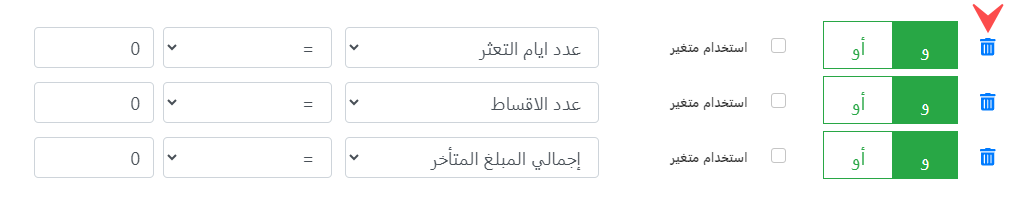 و أو استخدام متغير عدد ايام التعثر = 0
و أو استخدام متغير عدد الاقساط = 0
و أو استخدام متغير إجمالي المبلغ المتأخر = 0